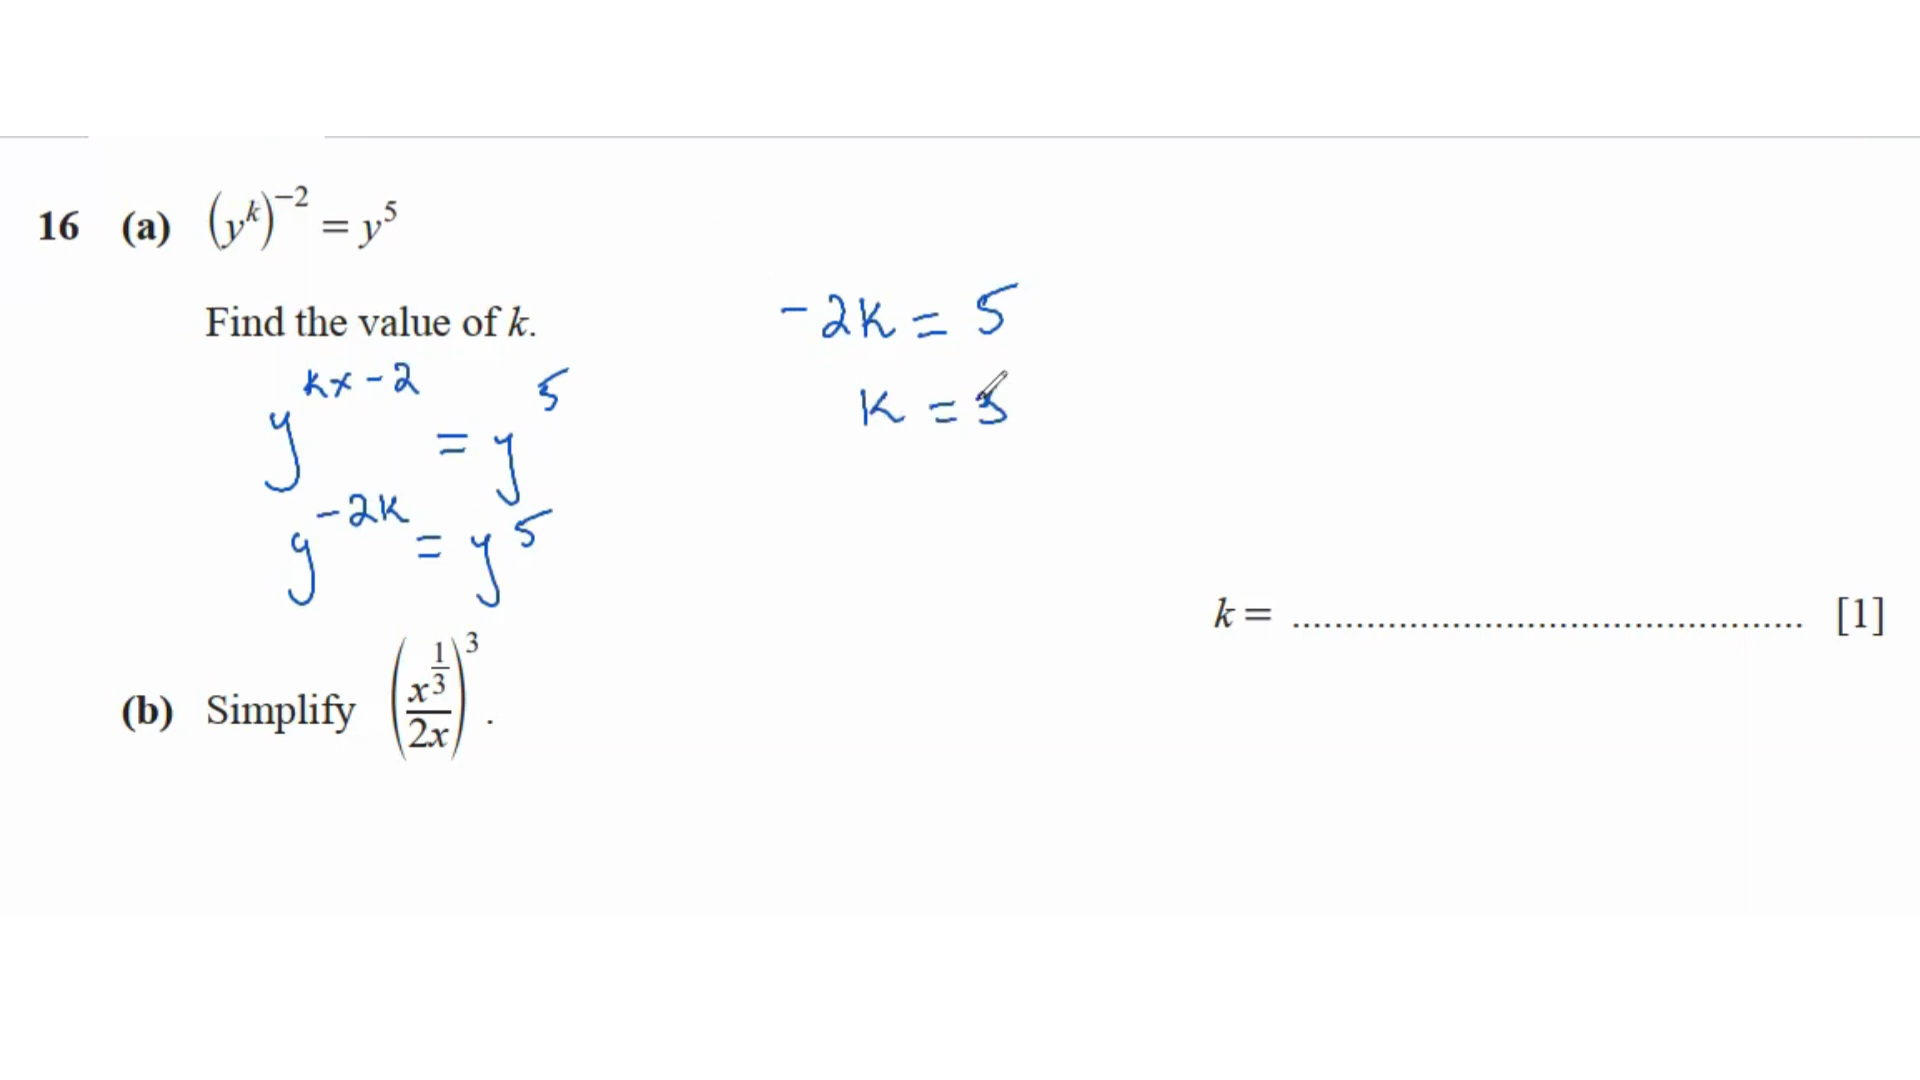 16 (a) (y^k)^-2 = y^5
Find the value of k.
-2k = 5
k = 5
y^kx-2 = y^5
y^-2k = y^5
k = ................................................ [1]
(b) Simplify (x^1/3 / 2x)^3 .